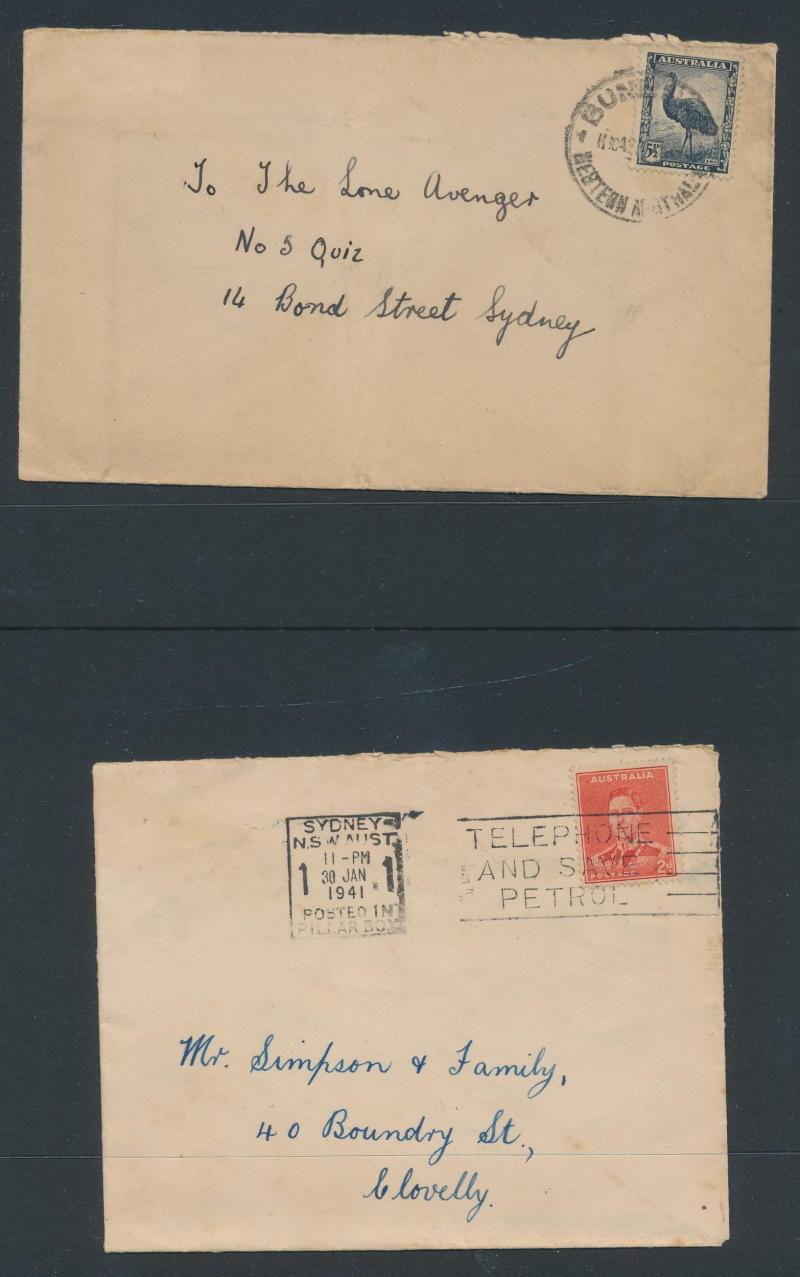 AUSTRALIA
5½D
POSTAGE
WESTERN AUSTRALIA
To The Lone Avenger
No 5 Quiz
14 Bond Street Sydney
AUSTRALIA
2d
POSTAGE
SYDNEY
N.S.W. AUST.
11-PM
1 30 JAN 1
1941
POSTED IN
PILLAR BOX
TELEPHONE
AND SAVE
PETROL
Mr. Simpson & Family,
40 Boundry St.,
Clovelly.